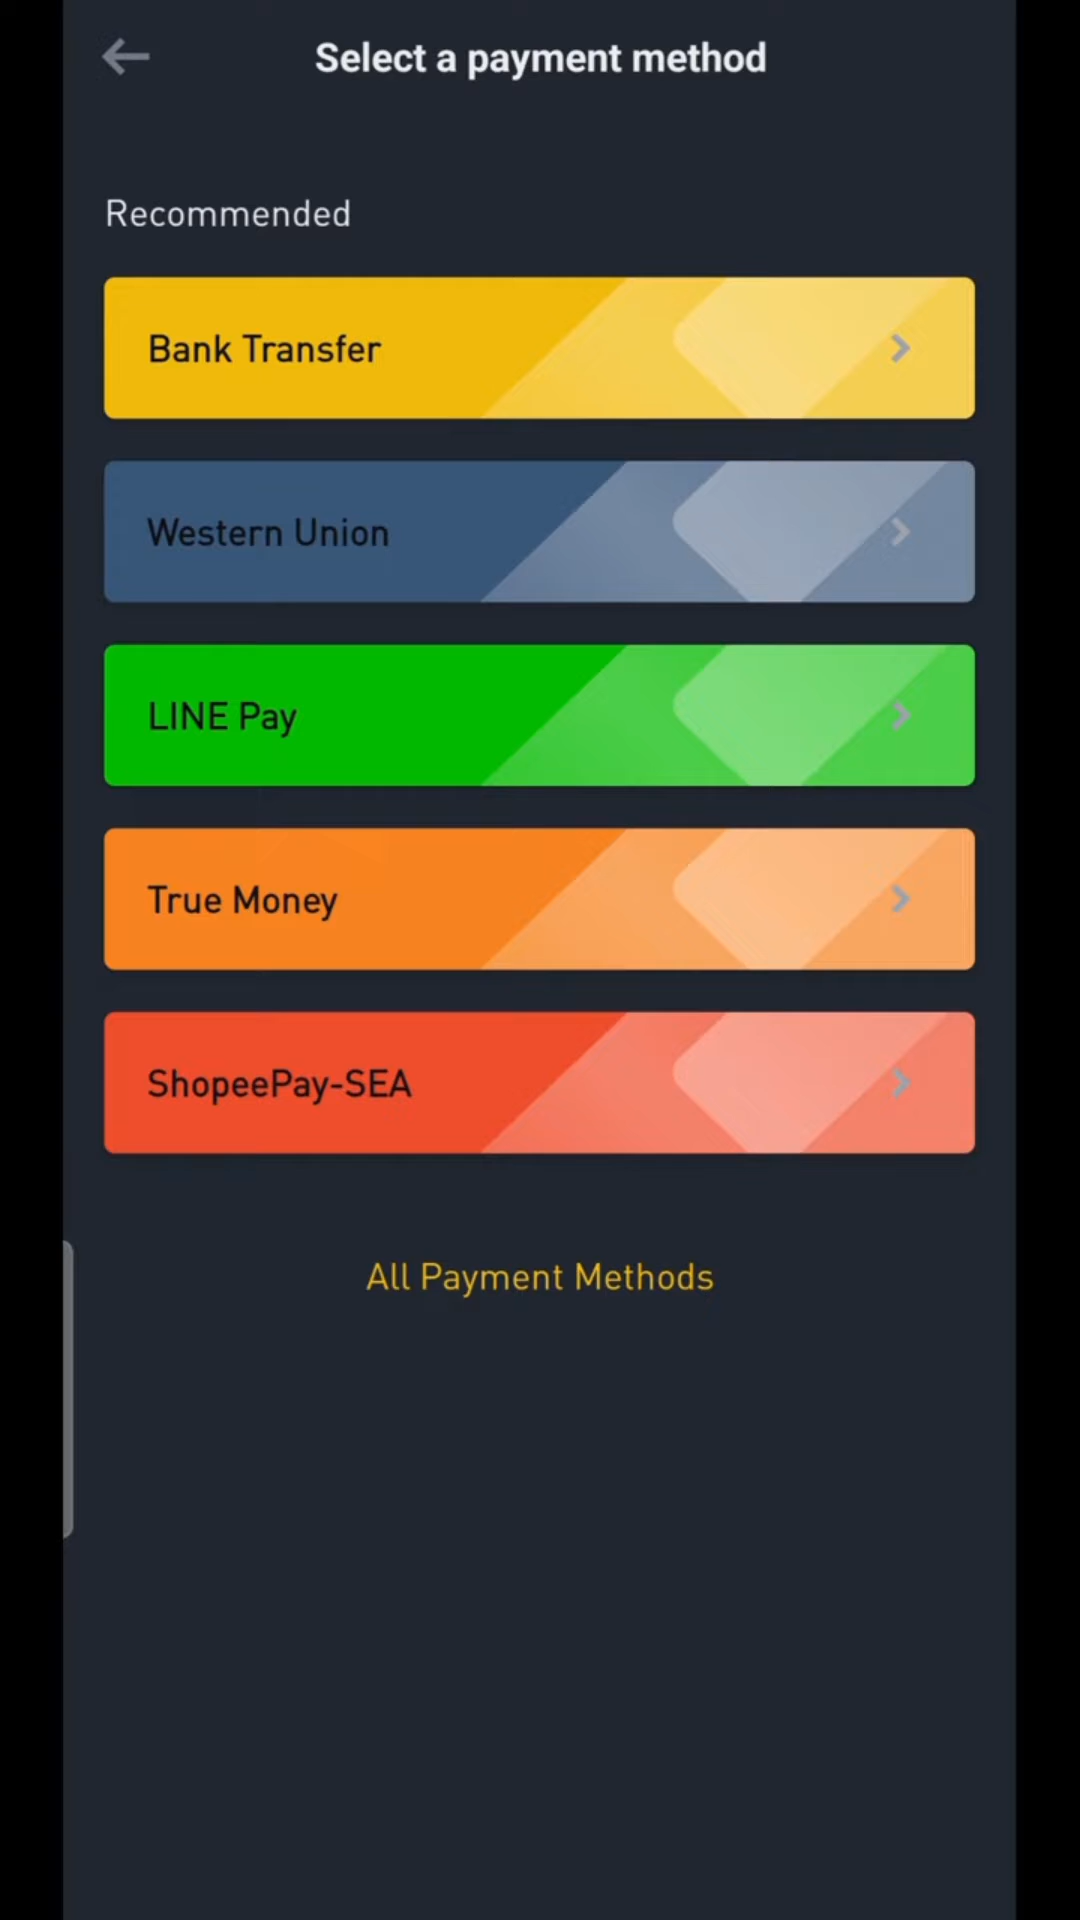 Select a payment method
Recommended
Bank Transfer
Western Union
LINE Pay
True Money
ShopeePay-SEA
All Payment Methods